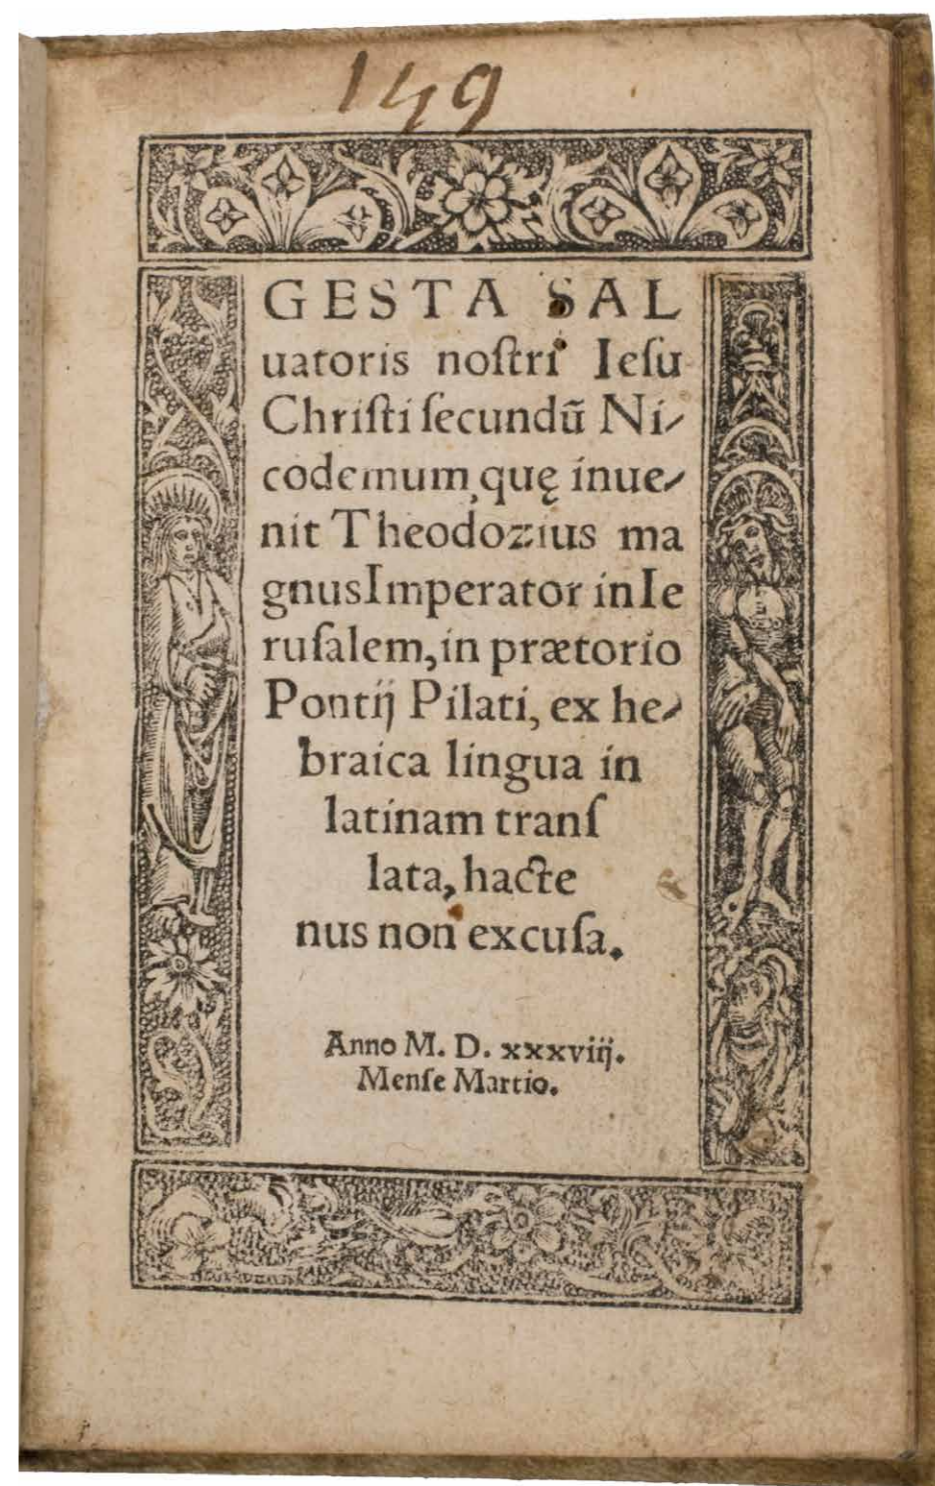 149
GESTA SAL
uatoris noſtri Ieſu
Chriſti ſecundũ Ni-
codemum, quę inue-
nit Theodozius ma
gnus Imperator in Ie
ruſalem, in prætorio
Pontij Pilati, ex he-
braica lingua in
latinam tranſ
lata, hacte
nus non excuſa.
Anno M. D. xxxviij.
Menſe Martio.